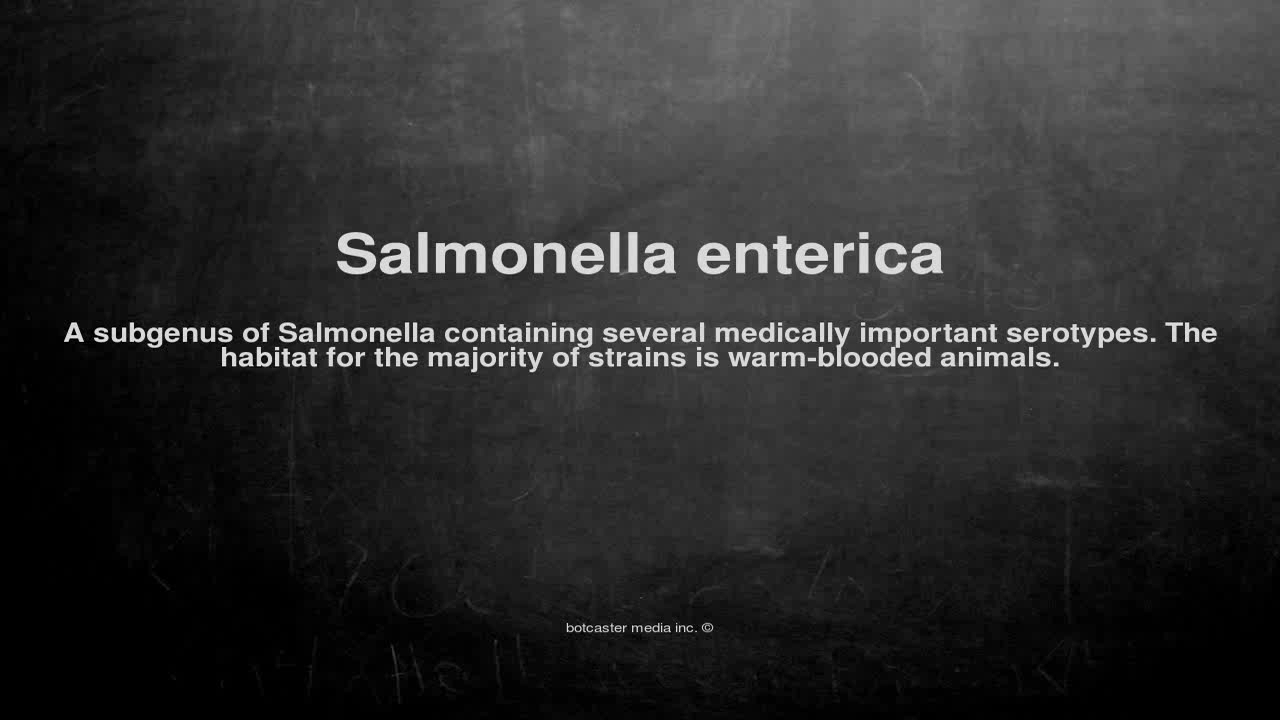 Salmonella enterica
A subgenus of Salmonella containing several medically important serotypes. The
habitat for the majority of strains is warm-blooded animals.
botcaster media inc. ©